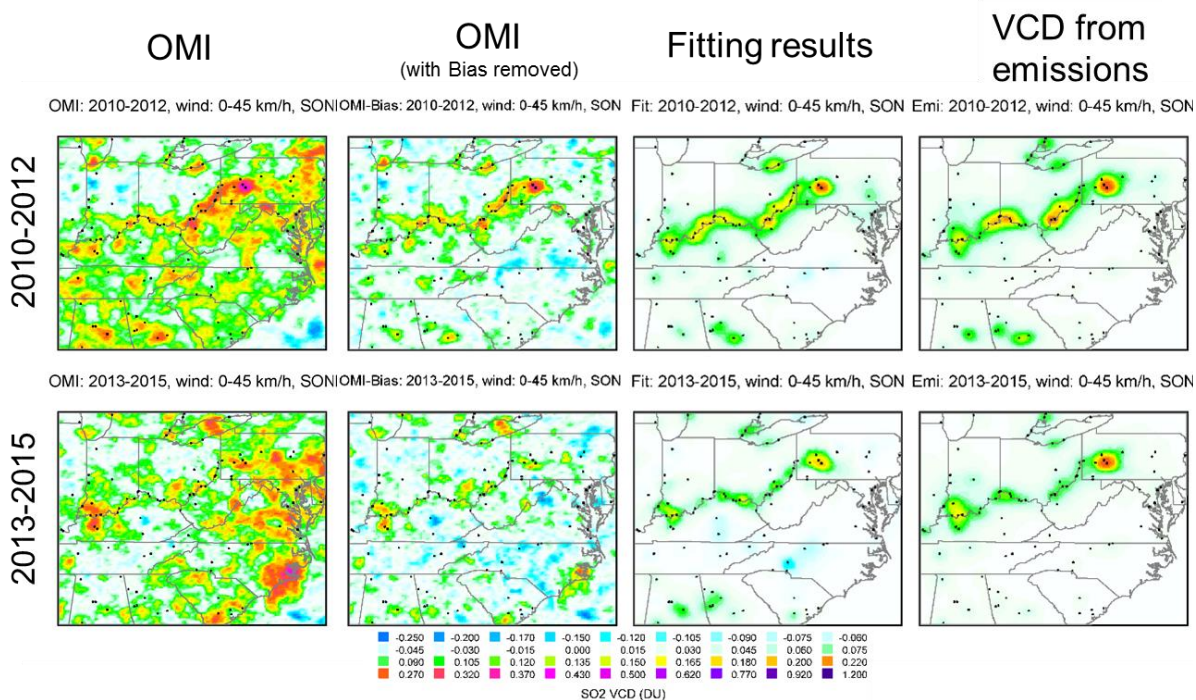 OMI
OMI
(with Bias removed)
Fitting results
VCD from
emissions
OMI: 2010-2012, wind: 0-45 km/h, SON
OMI-Bias: 2010-2012, wind: 0-45 km/h, SON
Fit: 2010-2012, wind: 0-45 km/h, SON
Emi: 2010-2012, wind: 0-45 km/h, SON
2010-2012
OMI: 2013-2015, wind: 0-45 km/h, SON
OMI-Bias: 2013-2015, wind: 0-45 km/h, SON
Fit: 2013-2015, wind: 0-45 km/h, SON
Emi: 2013-2015, wind: 0-45 km/h, SON
2013-2015
-0.250 -0.200 -0.170 -0.150 -0.120 -0.105 -0.090 -0.075 -0.060
-0.045 -0.030 -0.015 0.000 0.015 0.030 0.045 0.060 0.075
0.090 0.105 0.120 0.135 0.150 0.165 0.180 0.200 0.220
0.270 0.320 0.370 0.430 0.500 0.620 0.770 0.920 1.200
SO2 VCD (DU)